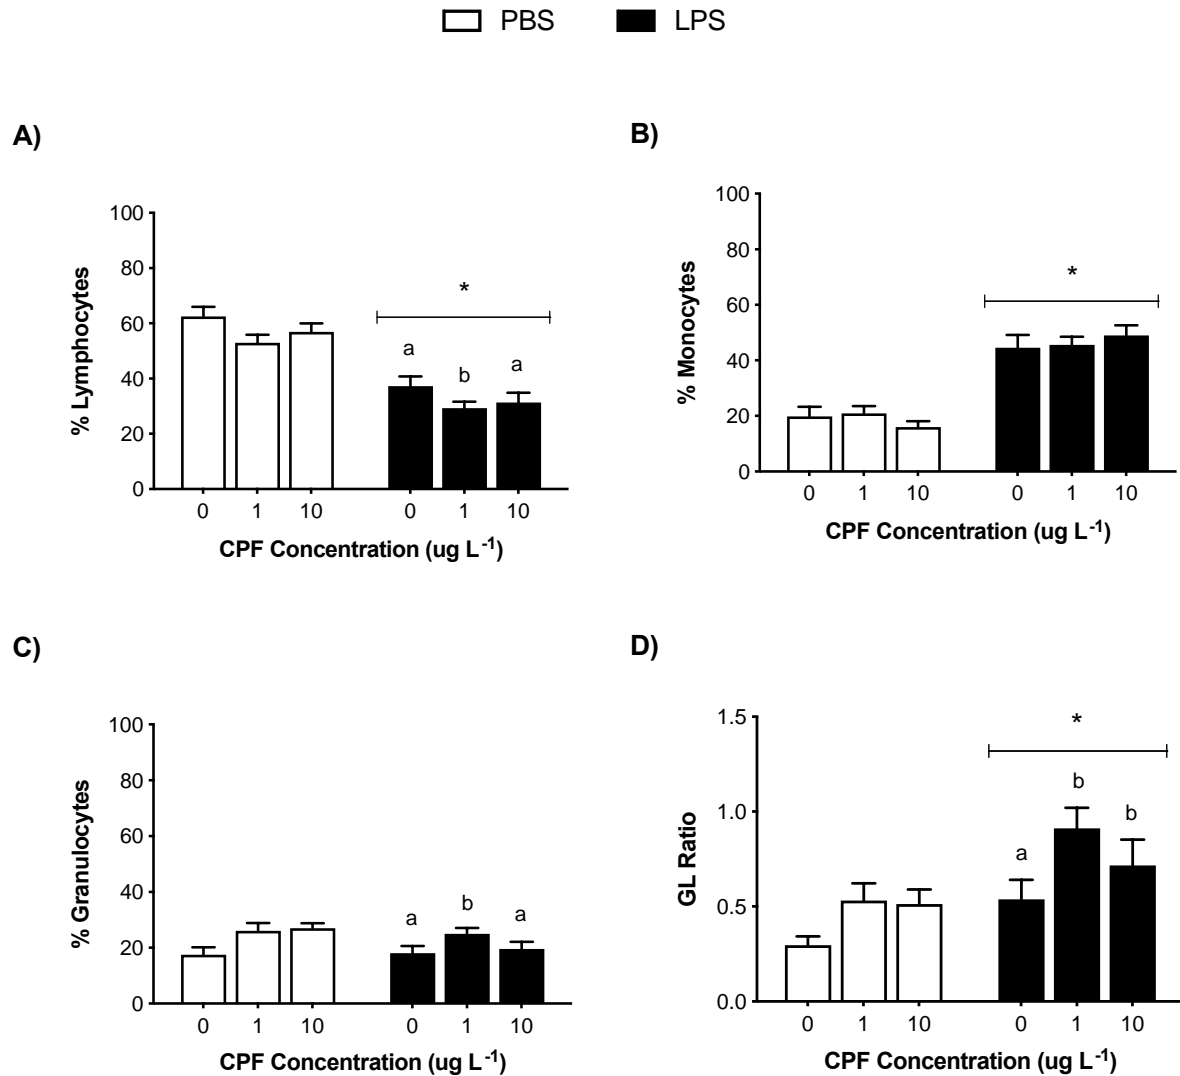 PBS LPS
A)
100
80
60
40
20
0
% Lymphocytes
*
a b a
0 1 10 0 1 10
CPF Concentration (ug L-1)
B)
100
80
60
40
20
0
% Monocytes
*
0 1 10 0 1 10
CPF Concentration (ug L-1)
C)
100
80
60
40
20
0
% Granulocytes
a b a
0 1 10 0 1 10
CPF Concentration (ug L-1)
D)
1.5
1.0
0.5
0.0
GL Ratio
*
a b b
0 1 10 0 1 10
CPF Concentration (ug L-1)